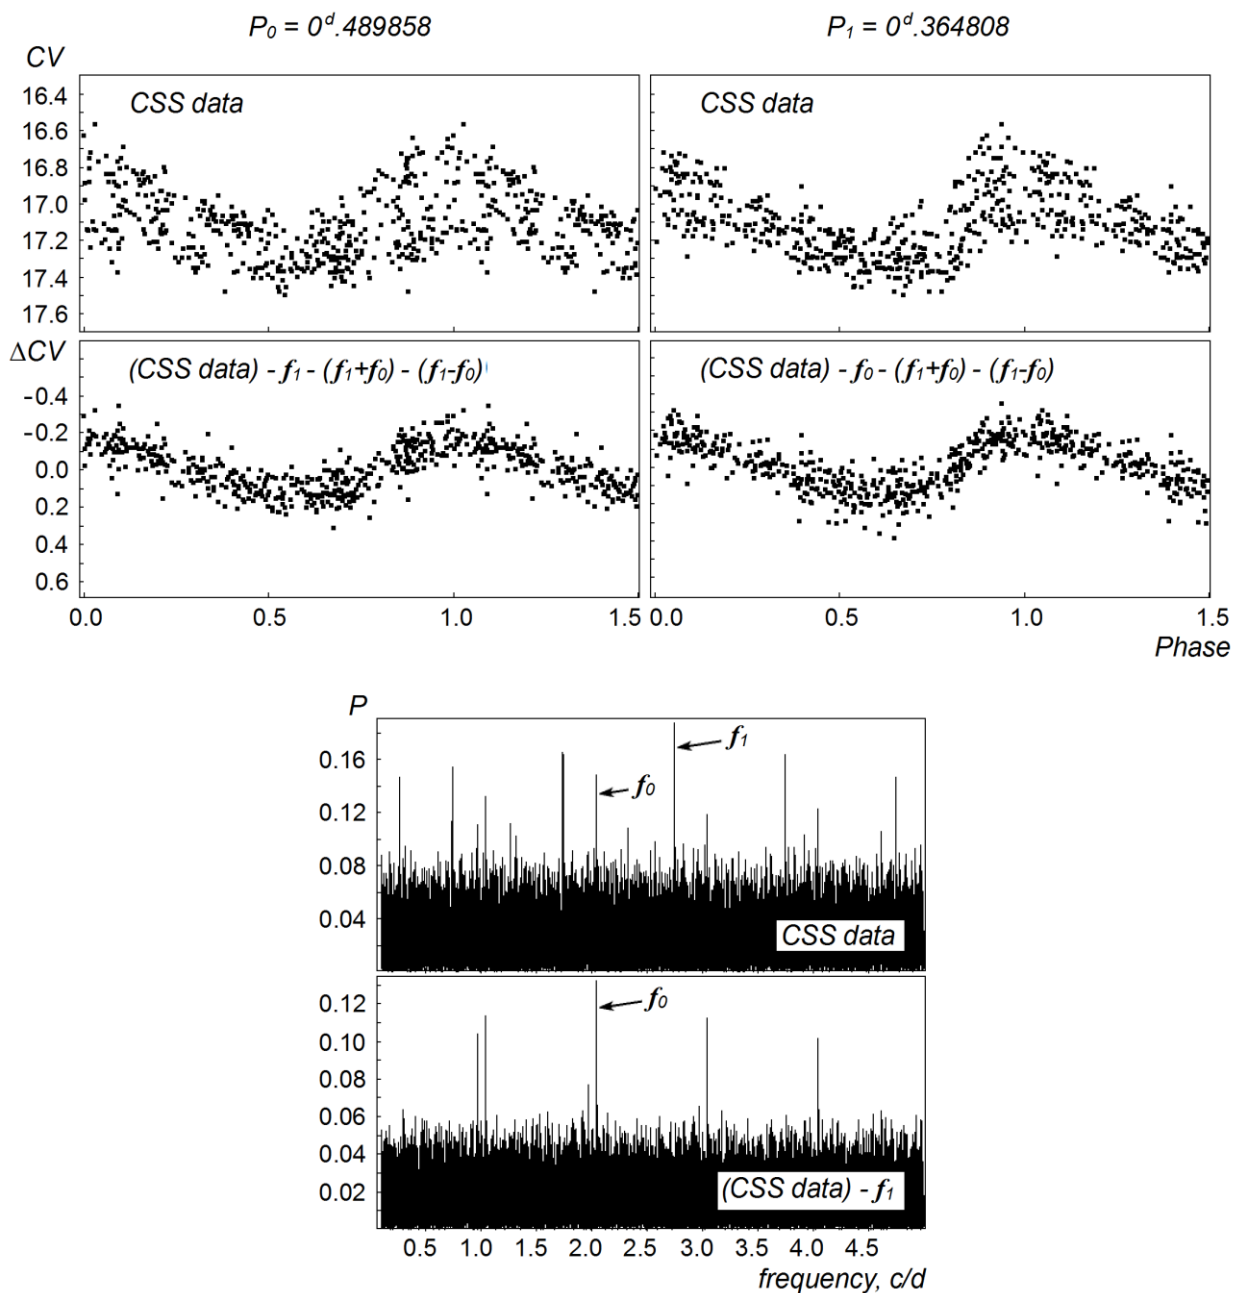 P₀ = 0ᵈ.489858 P₁ = 0ᵈ.364808
CV
CSS data CSS data
16.4
16.6
16.8
17.0
17.2
17.4
17.6
ΔCV
(CSS data) - f₁ - (f₁+f₀) - (f₁-f₀) (CSS data) - f₀ - (f₁+f₀) - (f₁-f₀)
-0.4
-0.2
0.0
0.2
0.4
0.6
0.0 0.5 1.0 1.5 0.0 0.5 1.0 1.5
Phase
P
f₁
0.16
f₀
0.12
0.08
0.04
CSS data
f₀
0.12
0.10
0.08
0.06
0.04
0.02
(CSS data) - f₁
0.5 1.0 1.5 2.0 2.5 3.0 3.5 4.0 4.5
frequency, c/d